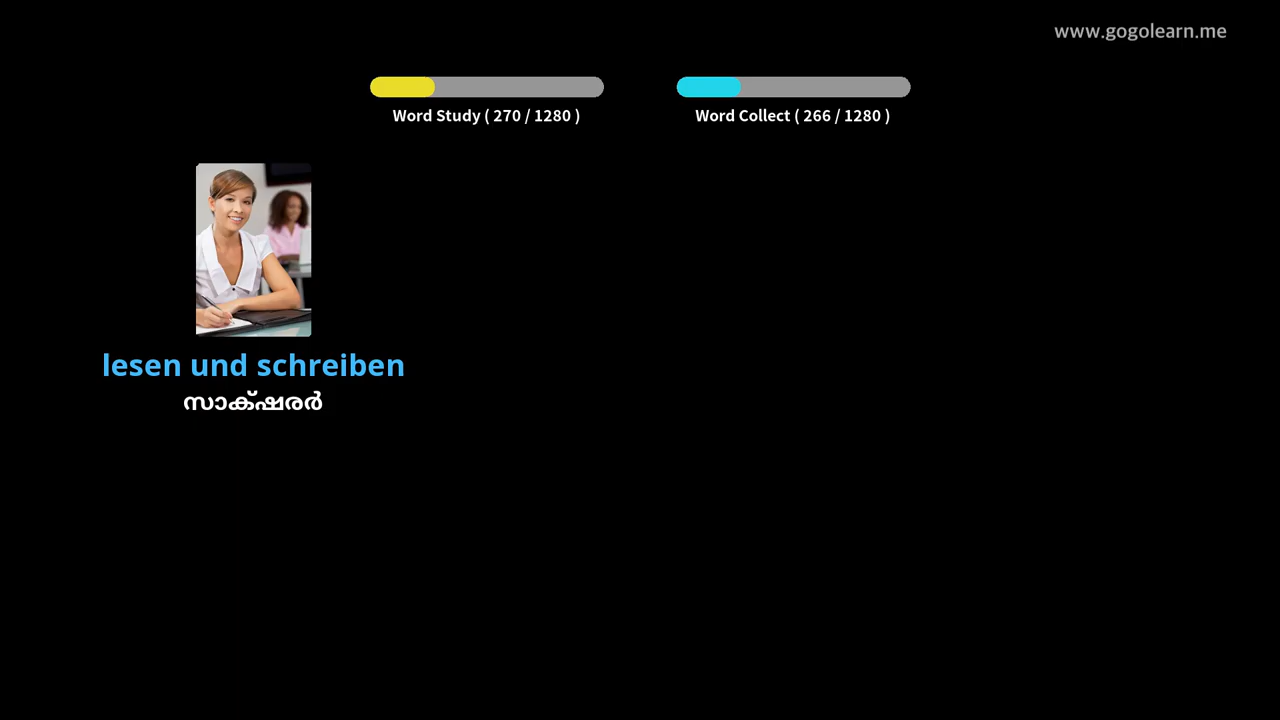 www.gogolearn.me
Word Study ( 270 / 1280 )
Word Collect ( 266 / 1280 )
lesen und schreiben
സാക്ഷരർ